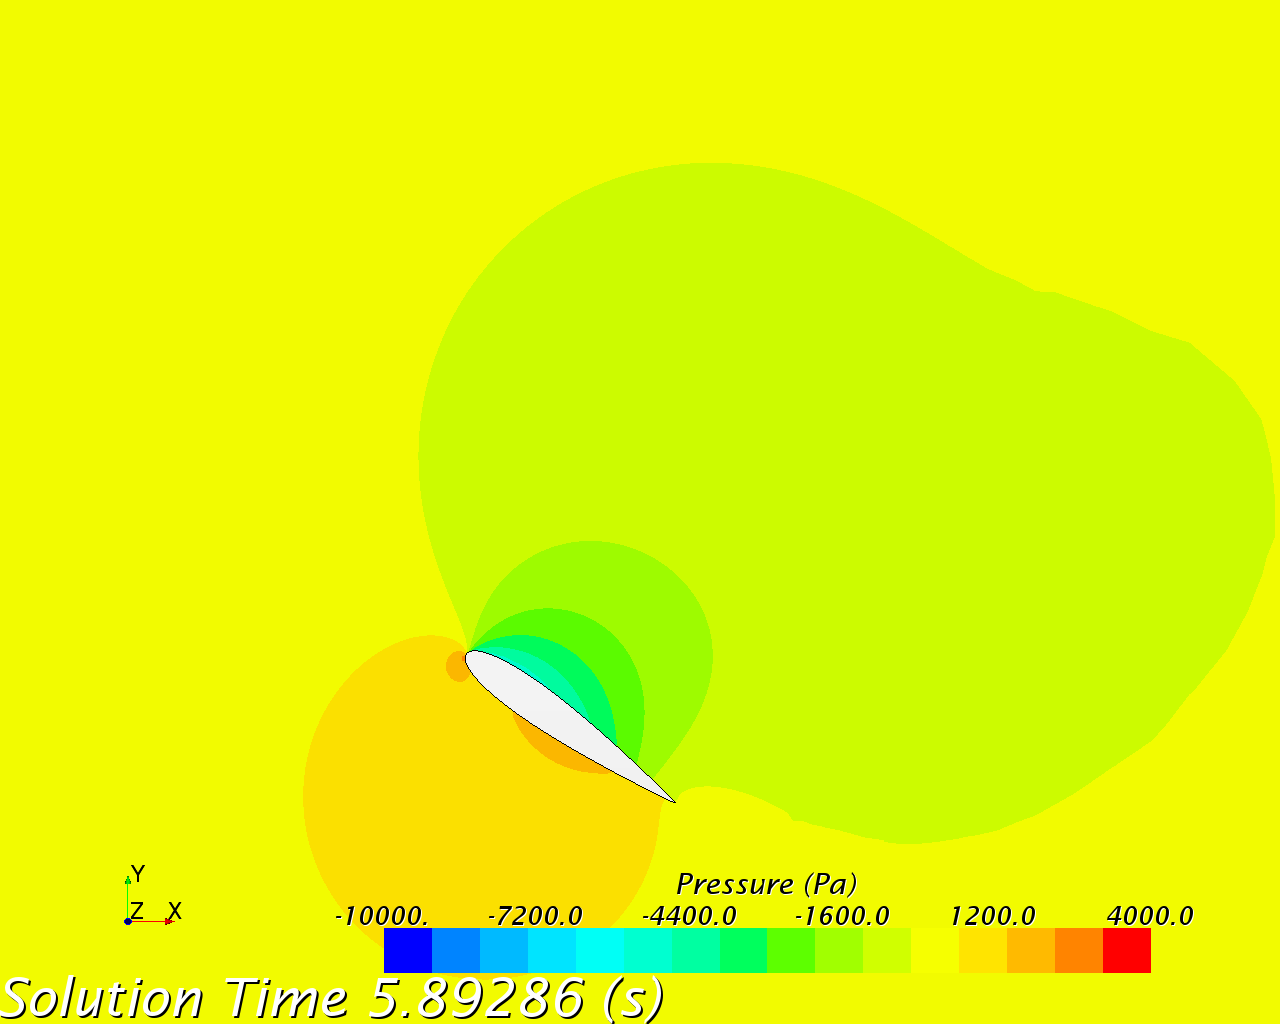 Y
Z X
Pressure (Pa)
-10000. -7200.0 -4400.0 -1600.0 1200.0 4000.0
Solution Time 5.89286 (s)